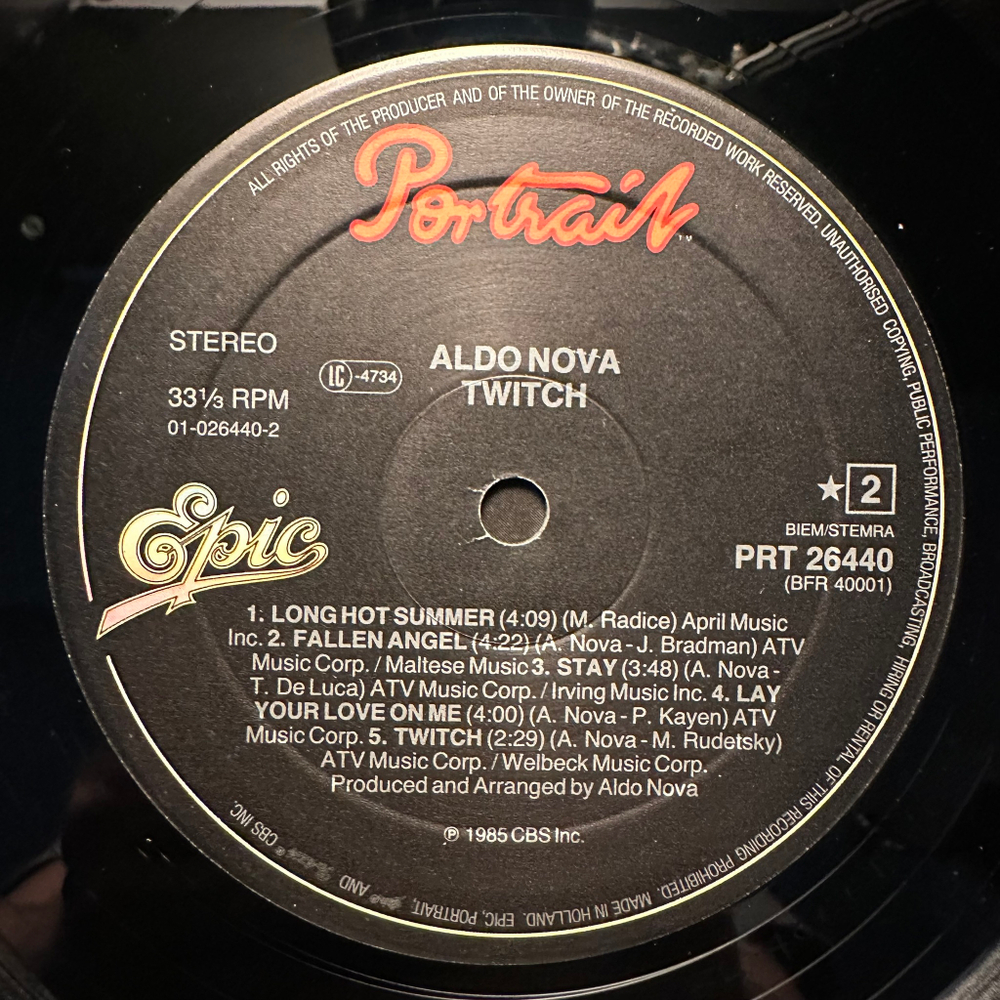 ALL RIGHTS OF THE PRODUCER AND OF THE OWNER OF THE RECORDED WORK RESERVED. UNAUTHORISED COPYING, PUBLIC PERFORMANCE, BROADCASTING, HIRING OR RENTAL OF THIS RECORDING PROHIBITED. MADE IN HOLLAND. EPIC, PORTRAIT, AND CBS INC.
Portrait TM
STEREO
LC -4734
33⅓ RPM
01-026440-2
ALDO NOVA
TWITCH
★ 2
BIEM/STEMRA
PRT 26440
(BFR 40001)
Epic
1. LONG HOT SUMMER (4:09) (M. Radice) April Music
Inc. 2. FALLEN ANGEL (4:22) (A. Nova - J. Bradman) ATV
Music Corp. / Maltese Music 3. STAY (3:48) (A. Nova -
T. De Luca) ATV Music Corp. / Irving Music Inc. 4. LAY
YOUR LOVE ON ME (4:00) (A. Nova - P. Kayen) ATV
Music Corp. 5. TWITCH (2:29) (A. Nova - M. Rudetsky)
ATV Music Corp. / Welbeck Music Corp.
Produced and Arranged by Aldo Nova
℗ 1985 CBS Inc.